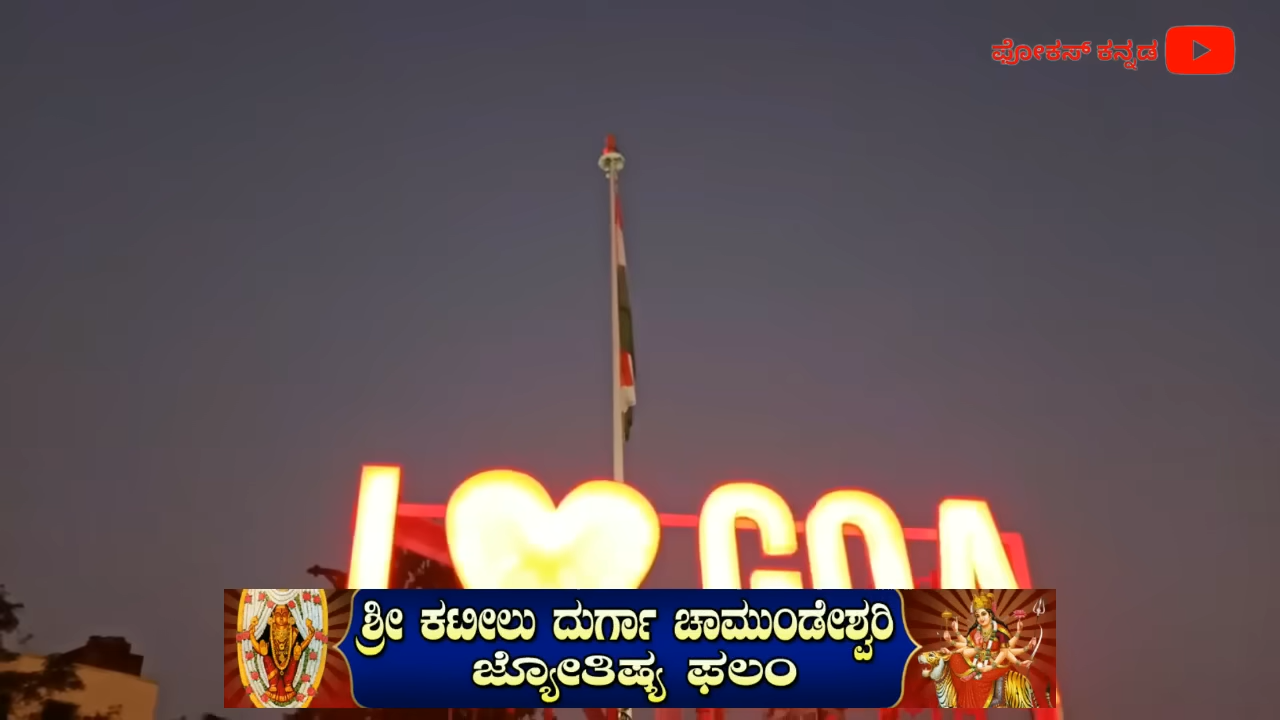 ಫೋಕಸ್ ಕನ್ನಡ
I ❤ GOA
ಶ್ರೀ ಕಟೀಲು ದುರ್ಗಾ ಚಾಮುಂಡೇಶ್ವರಿ
ಜ್ಯೋತಿಷ್ಯ ಫಲಂ